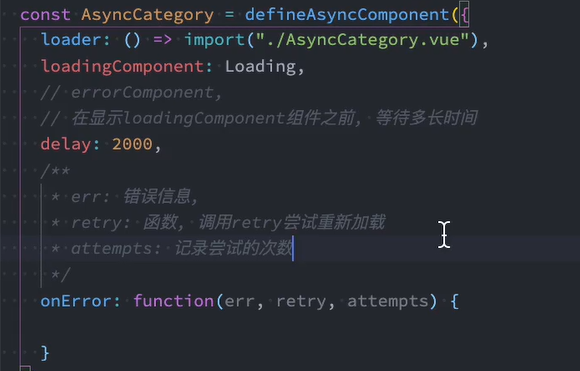 const AsyncCategory = defineAsyncComponent({
loader: () => import("./AsyncCategory.vue"),
loadingComponent: Loading,
// errorComponent,
// 在显示loadingComponent组件之前, 等待多长时间
delay: 2000,
/**
* err: 错误信息,
* retry: 函数, 调用retry尝试重新加载
* attempts: 记录尝试的次数
*/
onError: function(err, retry, attempts) {
}